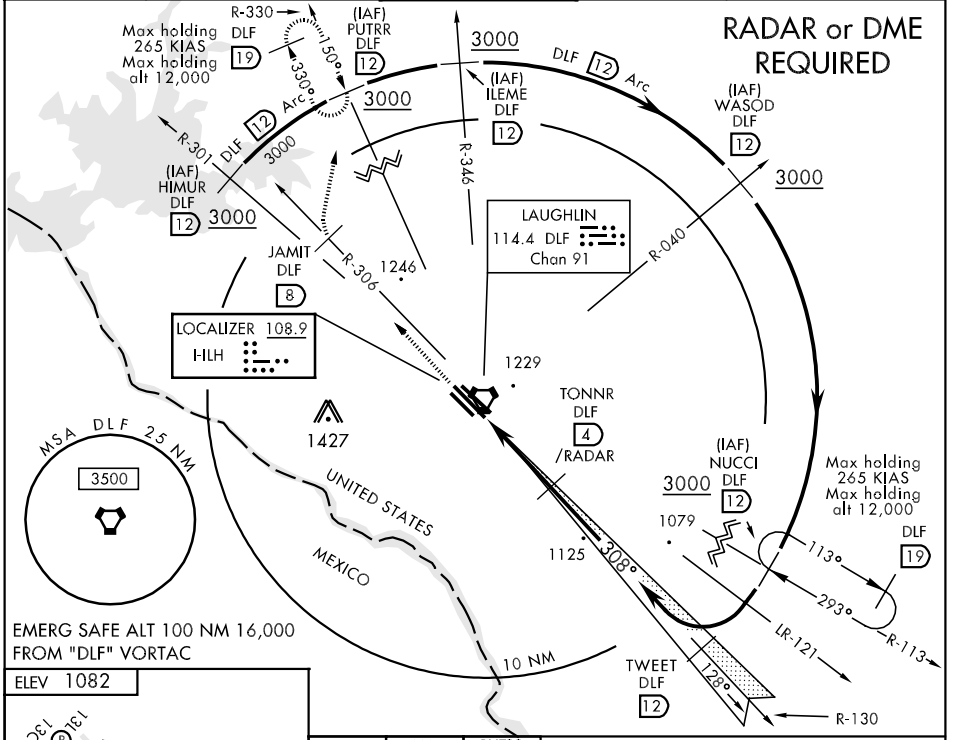 RADAR or DME
REQUIRED
R-330
DLF
19
Max holding
265 KIAS
Max holding
alt 12,000
150°
330°
(IAF)
PUTRR
DLF
12
3000
3000
(IAF)
ILEME
DLF
12
DLF 12 Arc
(IAF)
WASOD
DLF
12
3000
DLF 12 Arc
3000
R-301
(IAF)
HIMUR
DLF
12
3000
R-346
R-040
LAUGHLIN
114.4 DLF
Chan 91
JAMIT
DLF
8
R-306
1246
LOCALIZER 108.9
I-ILH
1229
1427
TONNR
DLF
4
/RADAR
MSA DLF 25 NM
3500
UNITED STATES
MEXICO
(IAF)
NUCCI
DLF
12
3000
Max holding
265 KIAS
Max holding
alt 12,000
DLF
19
1079
1125
308°
113°
293°
R-113
LR-121
EMERG SAFE ALT 100 NM 16,000
FROM "DLF" VORTAC
10 NM
TWEET
DLF
12
128°
R-130
ELEV 1082
13C
13L